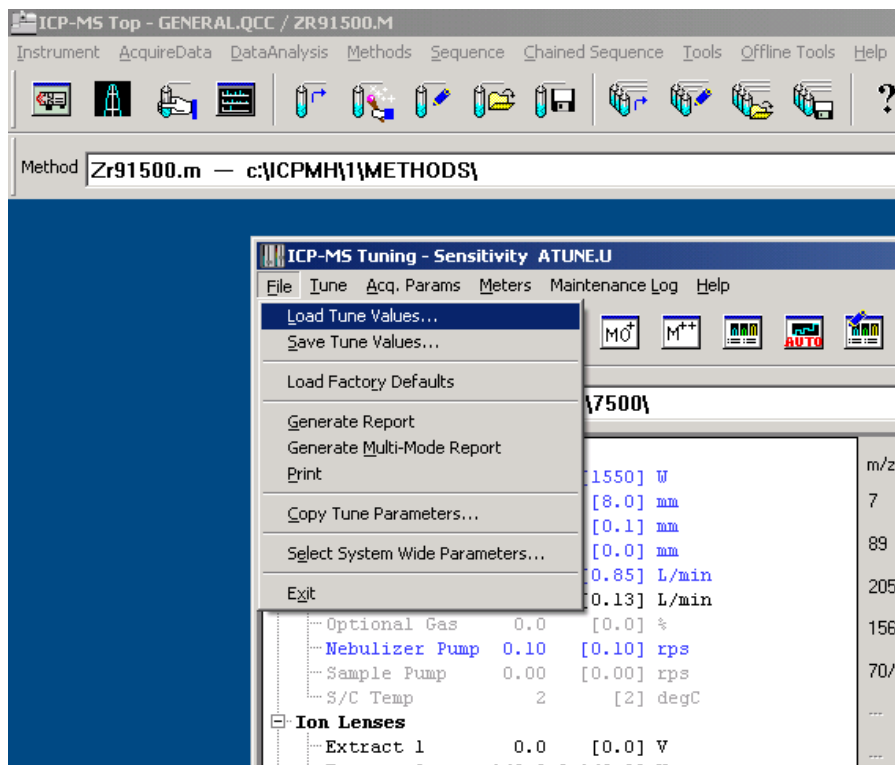 ICP-MS Top - GENERAL.QCC / ZR91500.M
Instrument AcquireData DataAnalysis Methods Sequence Chained Sequence Tools Offline Tools Help
?
Method Zr91500.m — c:\ICPMH\1\METHODS\
ICP-MS Tuning - Sensitivity ATUNE.U
File Tune Acq. Params Meters Maintenance Log Help
Load Tune Values...
Save Tune Values...
MO+ M++ AUTO
Load Factory Defaults
\7500\
Generate Report
Generate Multi-Mode Report
Print
[1550] W
m/z
Copy Tune Parameters...
[8.0] mm
7
[0.1] mm
Select System Wide Parameters...
[0.0] mm
89
[0.85] L/min
205
Exit
[0.13] L/min
Optional Gas 0.0 [0.0] %
156
Nebulizer Pump 0.10 [0.10] rps
Sample Pump 0.00 [0.00] rps
70/
S/C Temp 2 [2] degC
Ion Lenses
---
Extract 1 0.0 [0.0] V
---